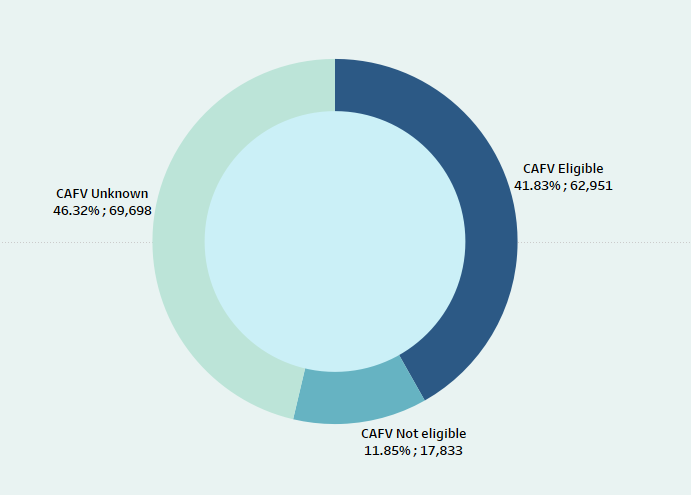 CAFV Eligible
41.83% ; 62,951
CAFV Unknown
46.32% ; 69,698
CAFV Not eligible
11.85% ; 17,833